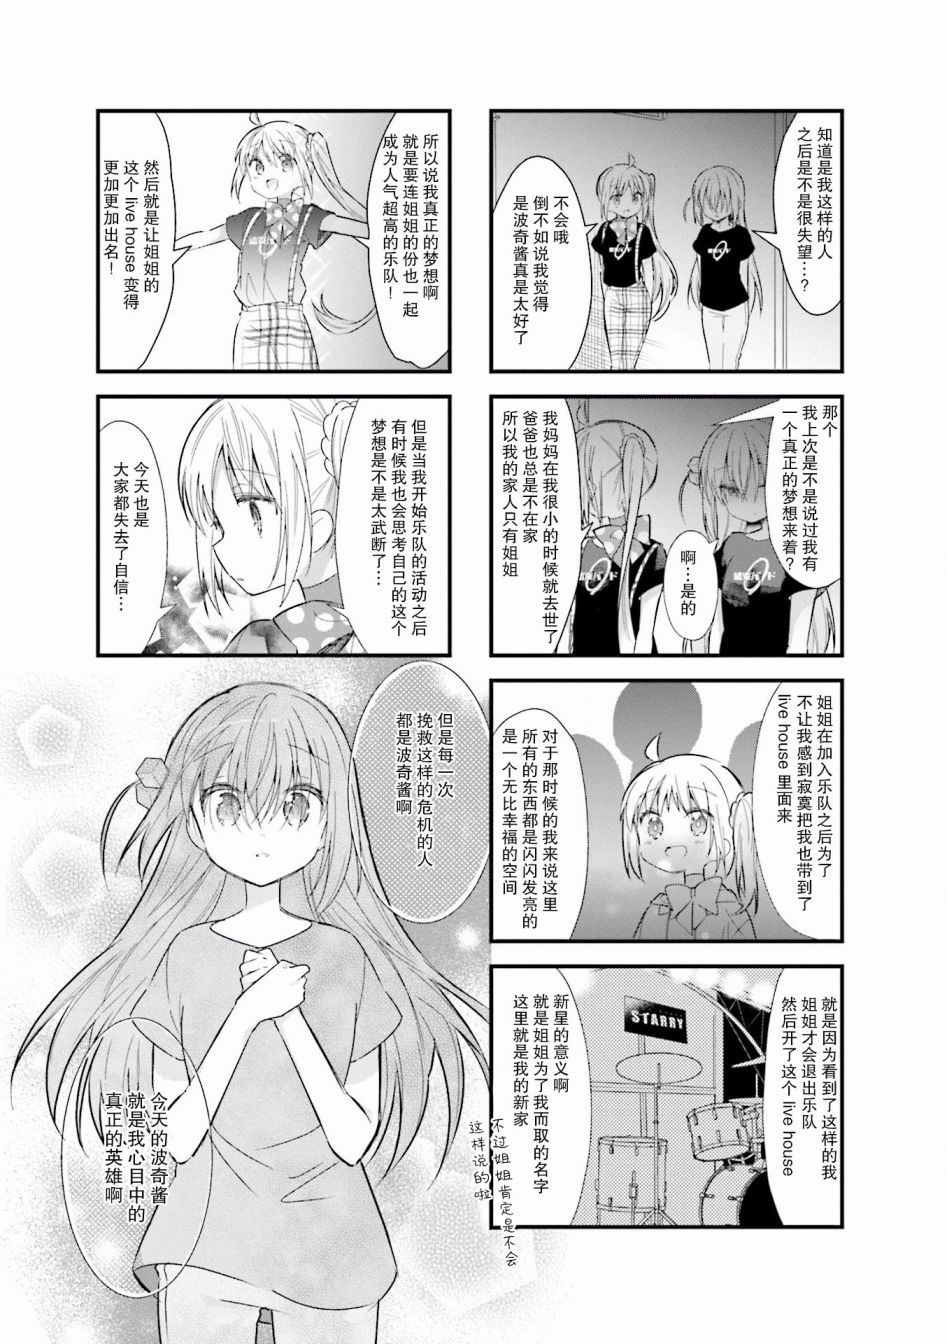 知道是我这样的人
之后是不是很失望…？
不会哦
倒不如说我觉得
是波奇酱真是太好了
那个
我上次是不是说过我有
一个真正的梦想来着？
啊…是的
我妈妈在我很小的时候就去世了
爸爸也总是不在家
所以我的家人只有姐姐
姐姐在加入乐队之后为了
不让我感到寂寞把我也带到了
live house 里面来
对于那时候的我来说这里
所有的东西都是闪闪发亮的
是一个无比幸福的空间
就是因为看到了这样的我
姐姐才会退出乐队
然后开了这个 live house
STARRY
新星的意义啊
就是姐姐为了我而取的名字
这里就是我的新家
不过姐姐肯定是不会
这样说的啦
所以说我真正的梦想啊
就是要连姐姐的份也一起
成为人气超高的乐队！
然后就是让姐姐的
这个 live house 变得
更加更加出名！
但是当我开始乐队的活动之后
有时候我也会思考自己的这个
梦想是不是太武断了…
今天也是
大家都失去了自信…
但是每一次
挽救这样的危机的人
都是波奇酱啊
今天的波奇酱
就是我心目中的
真正的英雄啊